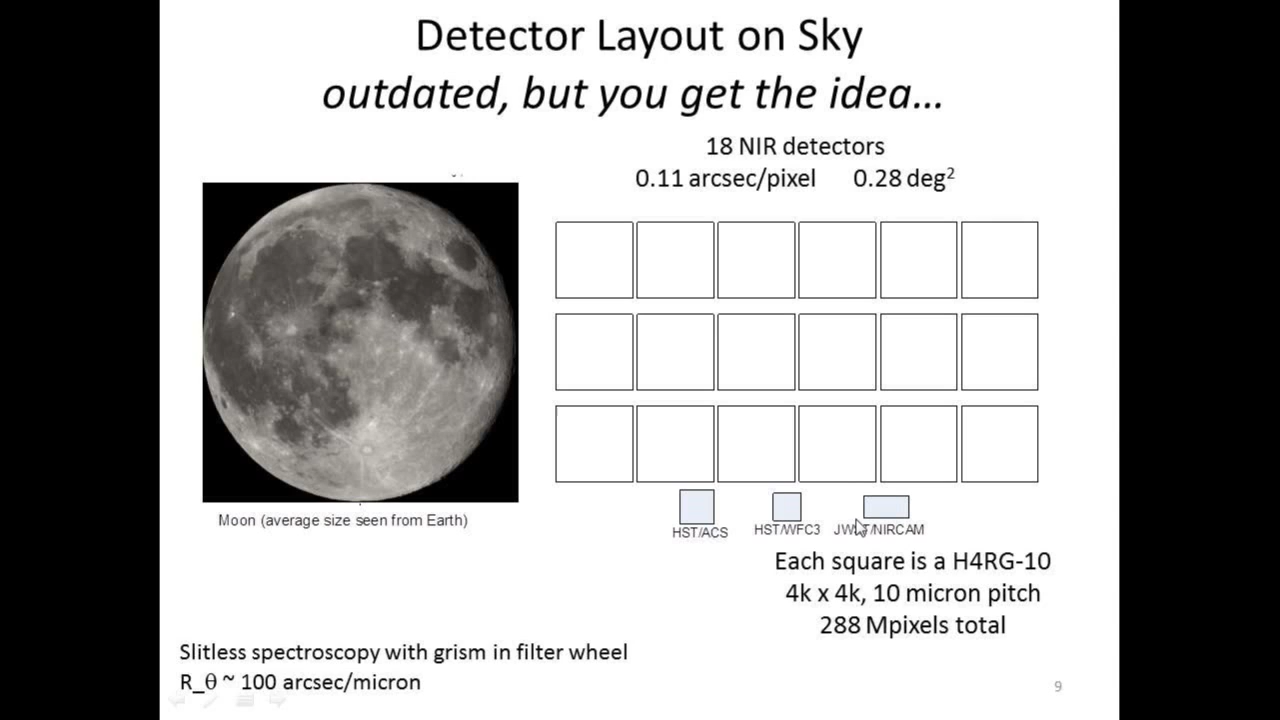 Detector Layout on Sky
outdated, but you get the idea...
18 NIR detectors
0.11 arcsec/pixel 0.28 deg²
Moon (average size seen from Earth)
HST/ACS HST/WFC3 JWST/NIRCAM
Each square is a H4RG-10
4k x 4k, 10 micron pitch
288 Mpixels total
Slitless spectroscopy with grism in filter wheel
R_θ ~ 100 arcsec/micron
9